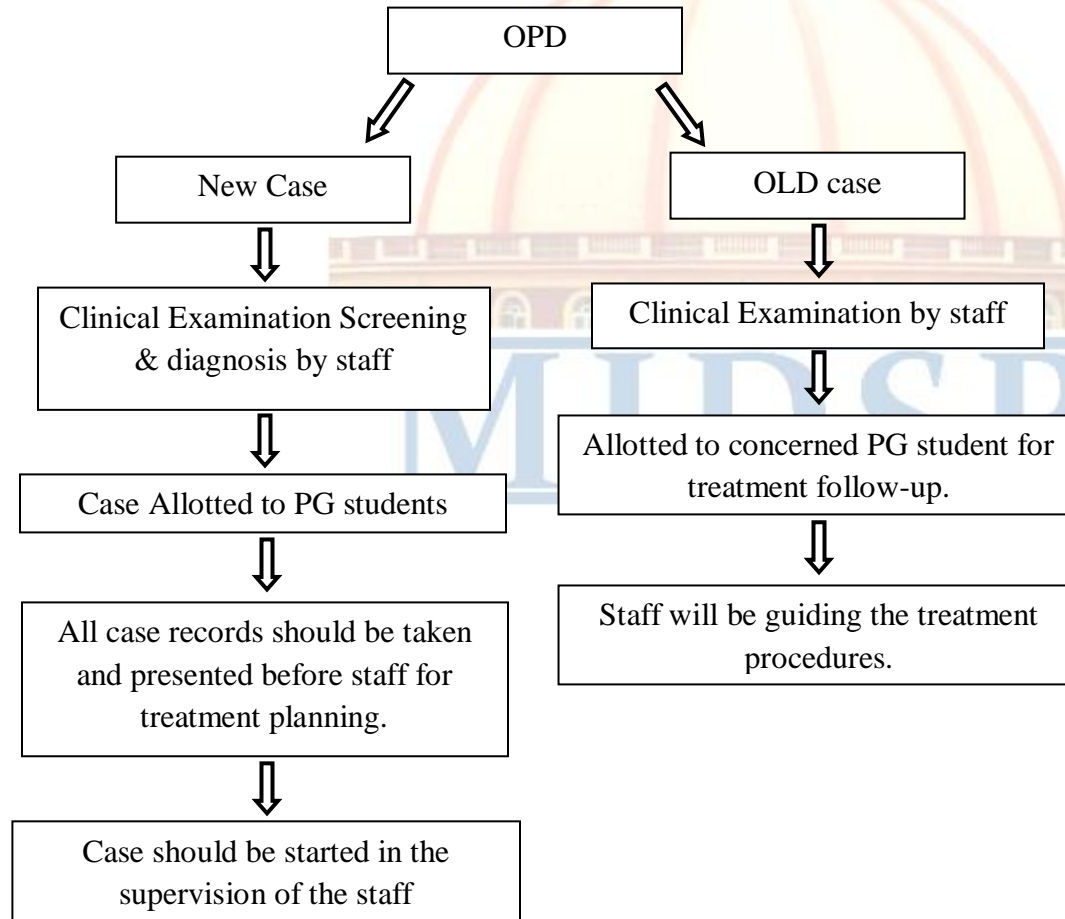 OPD
New Case
OLD case
Clinical Examination Screening
& diagnosis by staff
Clinical Examination by staff
Case Allotted to PG students
Allotted to concerned PG student for
treatment follow-up.
All case records should be taken
and presented before staff for
treatment planning.
Staff will be guiding the treatment
procedures.
Case should be started in the
supervision of the staff